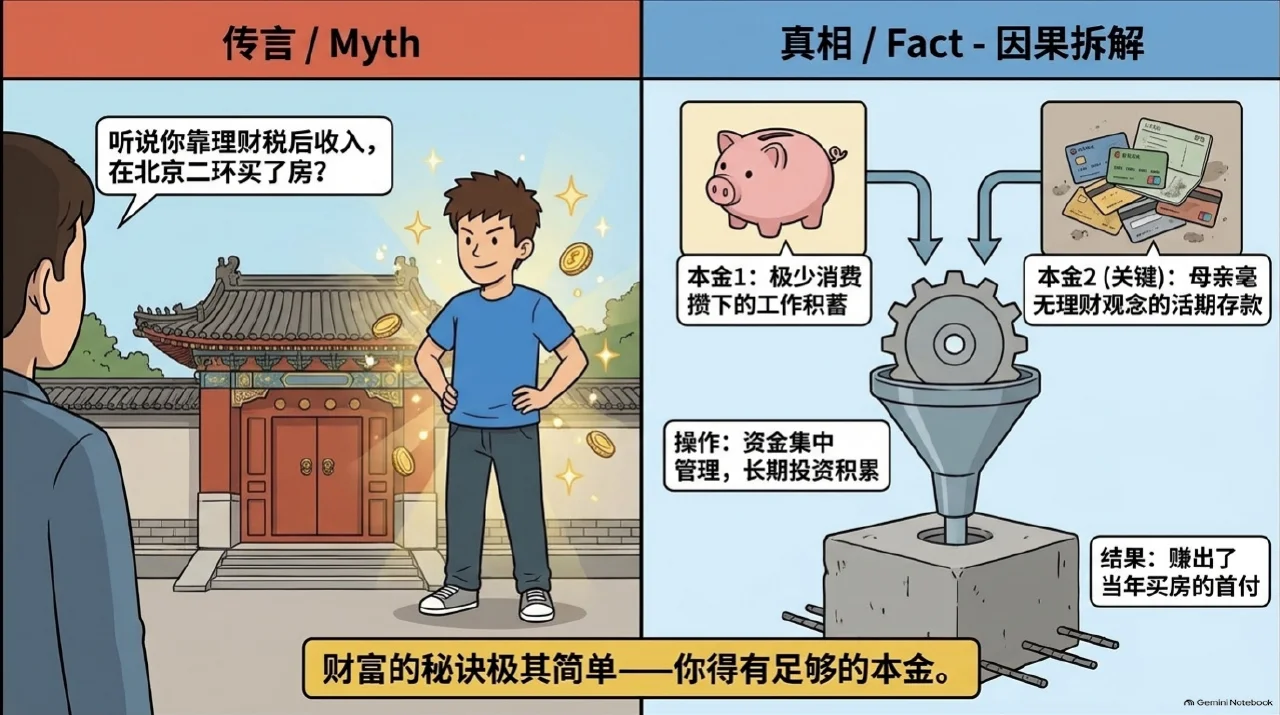 传言 / Myth
真相 / Fact - 因果拆解
听说你靠理财税后收入，
在北京二环买了房？
本金1：极少消费
攒下的工作积蓄
本金2 (关键)：母亲毫
无理财观念的活期存款
操作：资金集中
管理，长期投资积累
结果：赚出了
当年买房的首付
财富的秘诀极其简单——你得有足够的本金。
Gemini Notebook